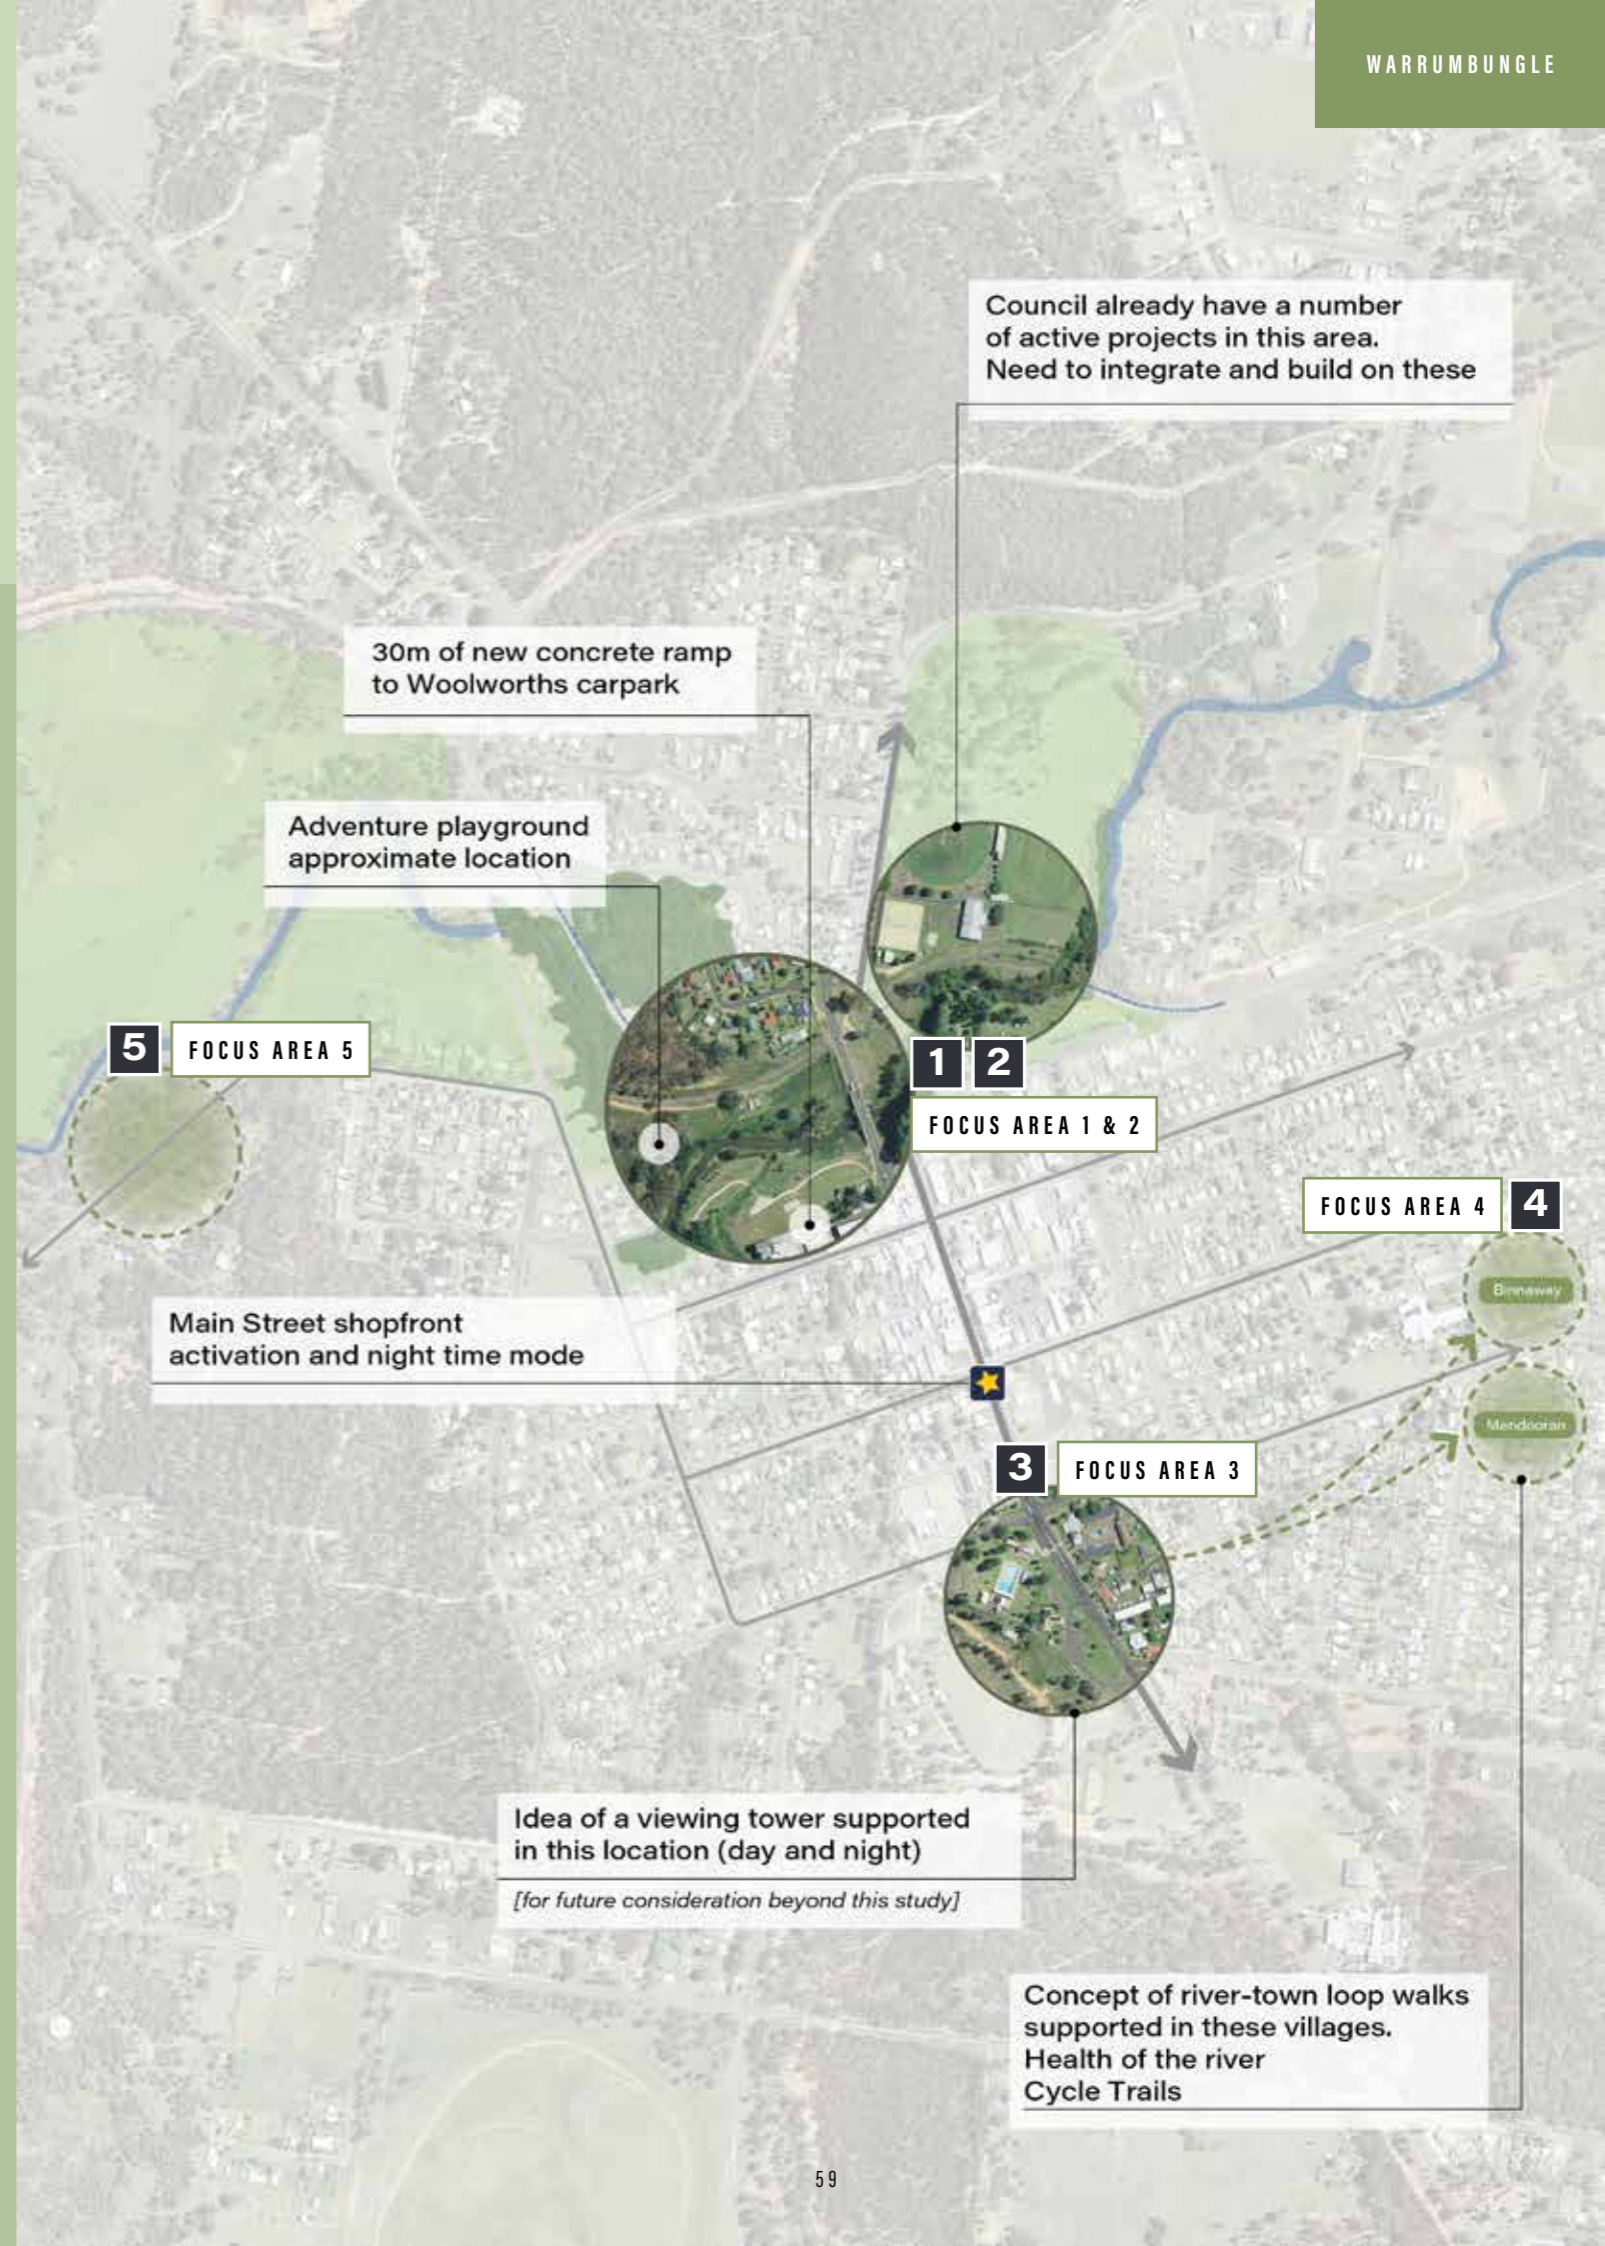 WARRUMBUNGLE
Council already have a number
of active projects in this area.
Need to integrate and build on these
30m of new concrete ramp
to Woolworths carpark
Adventure playground
approximate location
5
FOCUS AREA 5
1 2
FOCUS AREA 1 & 2
FOCUS AREA 4
4
Binnaway
Main Street shopfront
activation and night time mode
Mendooran
3
FOCUS AREA 3
Idea of a viewing tower supported
in this location (day and night)
[for future consideration beyond this study]
Concept of river-town loop walks
supported in these villages.
Health of the river
Cycle Trails
59